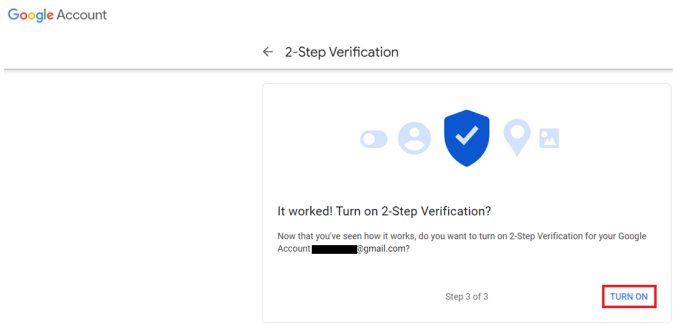 Google Account
2-Step Verification
It worked! Turn on 2-Step Verification?
Now that you've seen how it works, do you want to turn on 2-Step Verification for your Google
Account @gmail.com?
Step 3 of 3
TURN ON